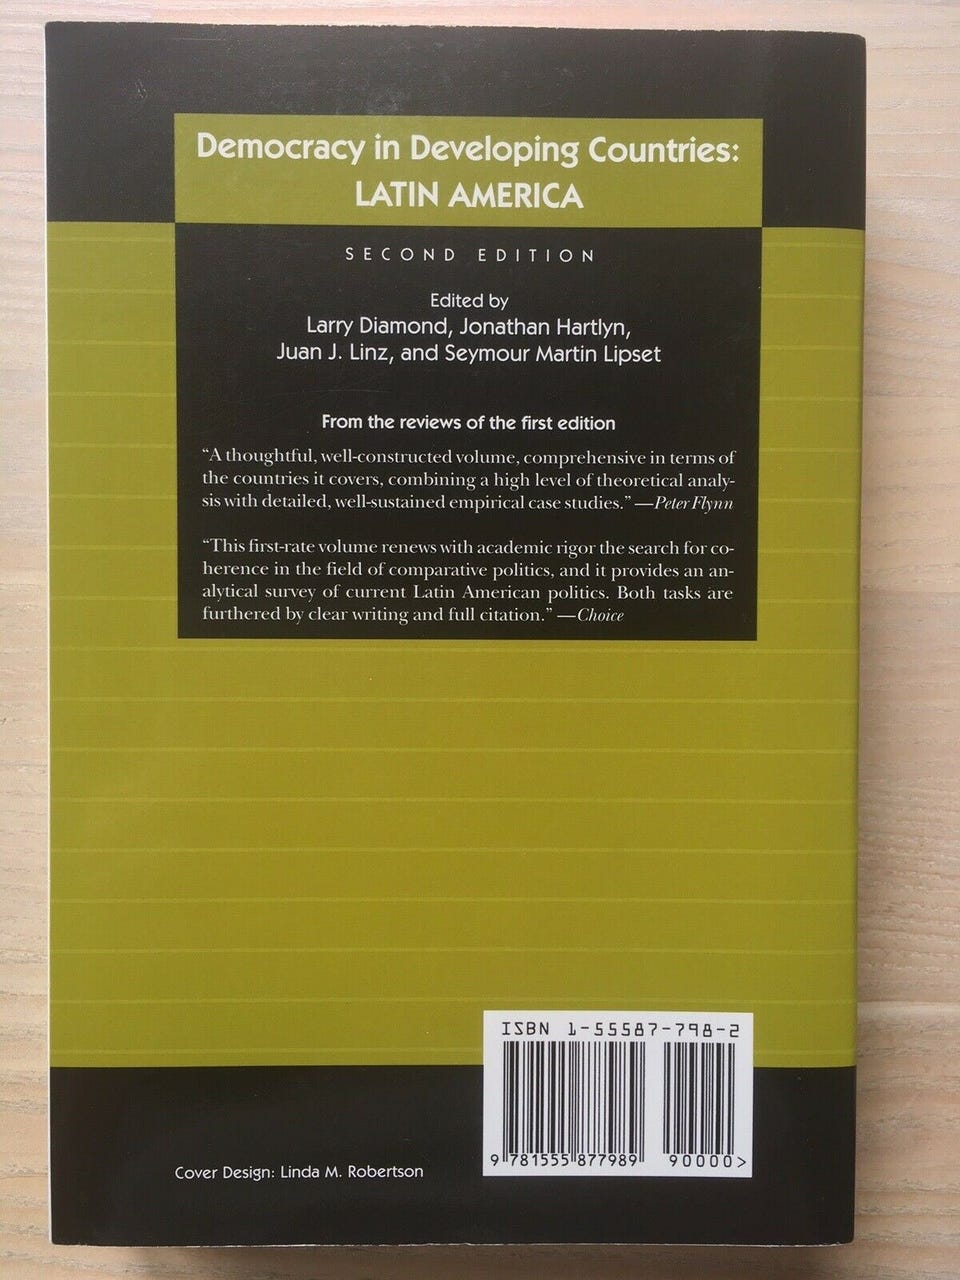 Democracy in Developing Countries:
LATIN AMERICA
SECOND EDITION
Edited by
Larry Diamond, Jonathan Hartlyn,
Juan J. Linz, and Seymour Martin Lipset
From the reviews of the first edition
“A thoughtful, well-constructed volume, comprehensive in terms of
the countries it covers, combining a high level of theoretical analy-
sis with detailed, well-sustained empirical case studies.” —Peter Flynn
“This first-rate volume renews with academic rigor the search for co-
herence in the field of comparative politics, and it provides an an-
alytical survey of current Latin American politics. Both tasks are
furthered by clear writing and full citation.” —Choice
ISBN 1-55587-798-2
9 781555 877989 90000>
Cover Design: Linda M. Robertson